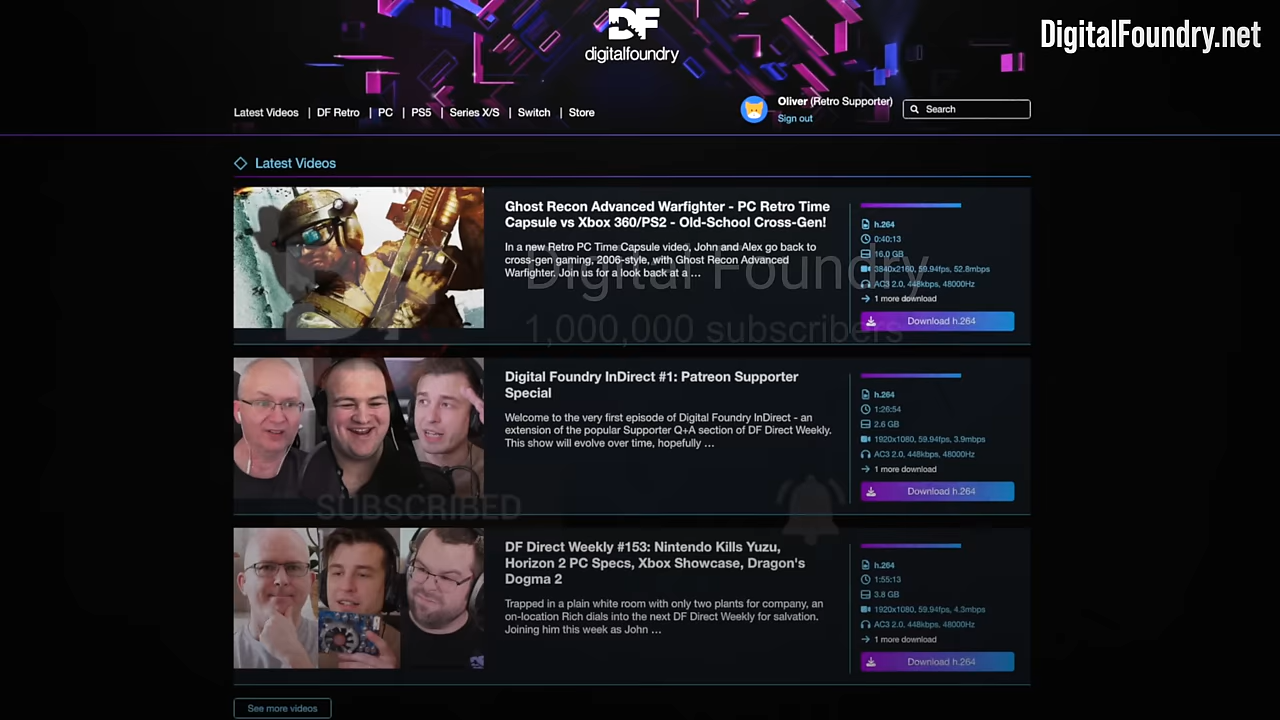 DigitalFoundry.net
DF
digitalfoundry
Latest Videos | DF Retro | PC | PS5 | Series X/S | Switch | Store
Oliver (Retro Supporter)
Sign out
Search
Latest Videos
Ghost Recon Advanced Warfighter - PC Retro Time
Capsule vs Xbox 360/PS2 - Old-School Cross-Gen!
In a new Retro PC Time Capsule video, John and Alex go back to
cross-gen gaming, 2006-style, with Ghost Recon Advanced
Warfighter. Join us for a look back at a ...
h.264
0:40:13
16.0 GB
3840x2160, 59.94fps, 52.8mbps
AC3 2.0, 448kbps, 48000Hz
1 more download
Download h.264
DF
Digital Foundry
1,000,000 subscribers
Digital Foundry InDirect #1: Patreon Supporter
Special
Welcome to the very first episode of Digital Foundry InDirect - an
extension of the popular Supporter Q+A section of DF Direct Weekly.
This show will evolve over time, hopefully ...
h.264
1:26:54
2.6 GB
1920x1080, 59.94fps, 3.9mbps
AC3 2.0, 448kbps, 48000Hz
1 more download
Download h.264
SUBSCRIBED
DF Direct Weekly #153: Nintendo Kills Yuzu,
Horizon 2 PC Specs, Xbox Showcase, Dragon's
Dogma 2
Trapped in a plain white room with only two plants for company, an
on-location Rich dials into the next DF Direct Weekly for salvation.
Joining him this week as John ...
h.264
1:55:13
3.8 GB
1920x1080, 59.94fps, 4.3mbps
AC3 2.0, 448kbps, 48000Hz
1 more download
Download h.264
See more videos